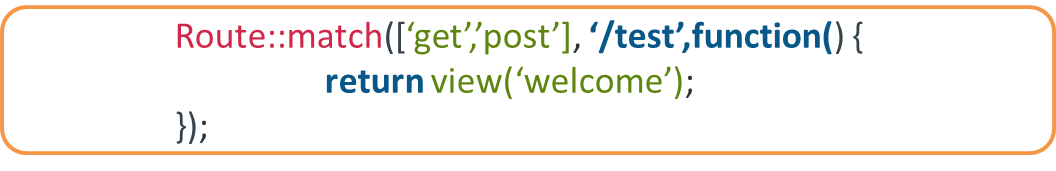 Route::match([‘get’,’post’], ‘/test’,function() {
return view(‘welcome’);
});